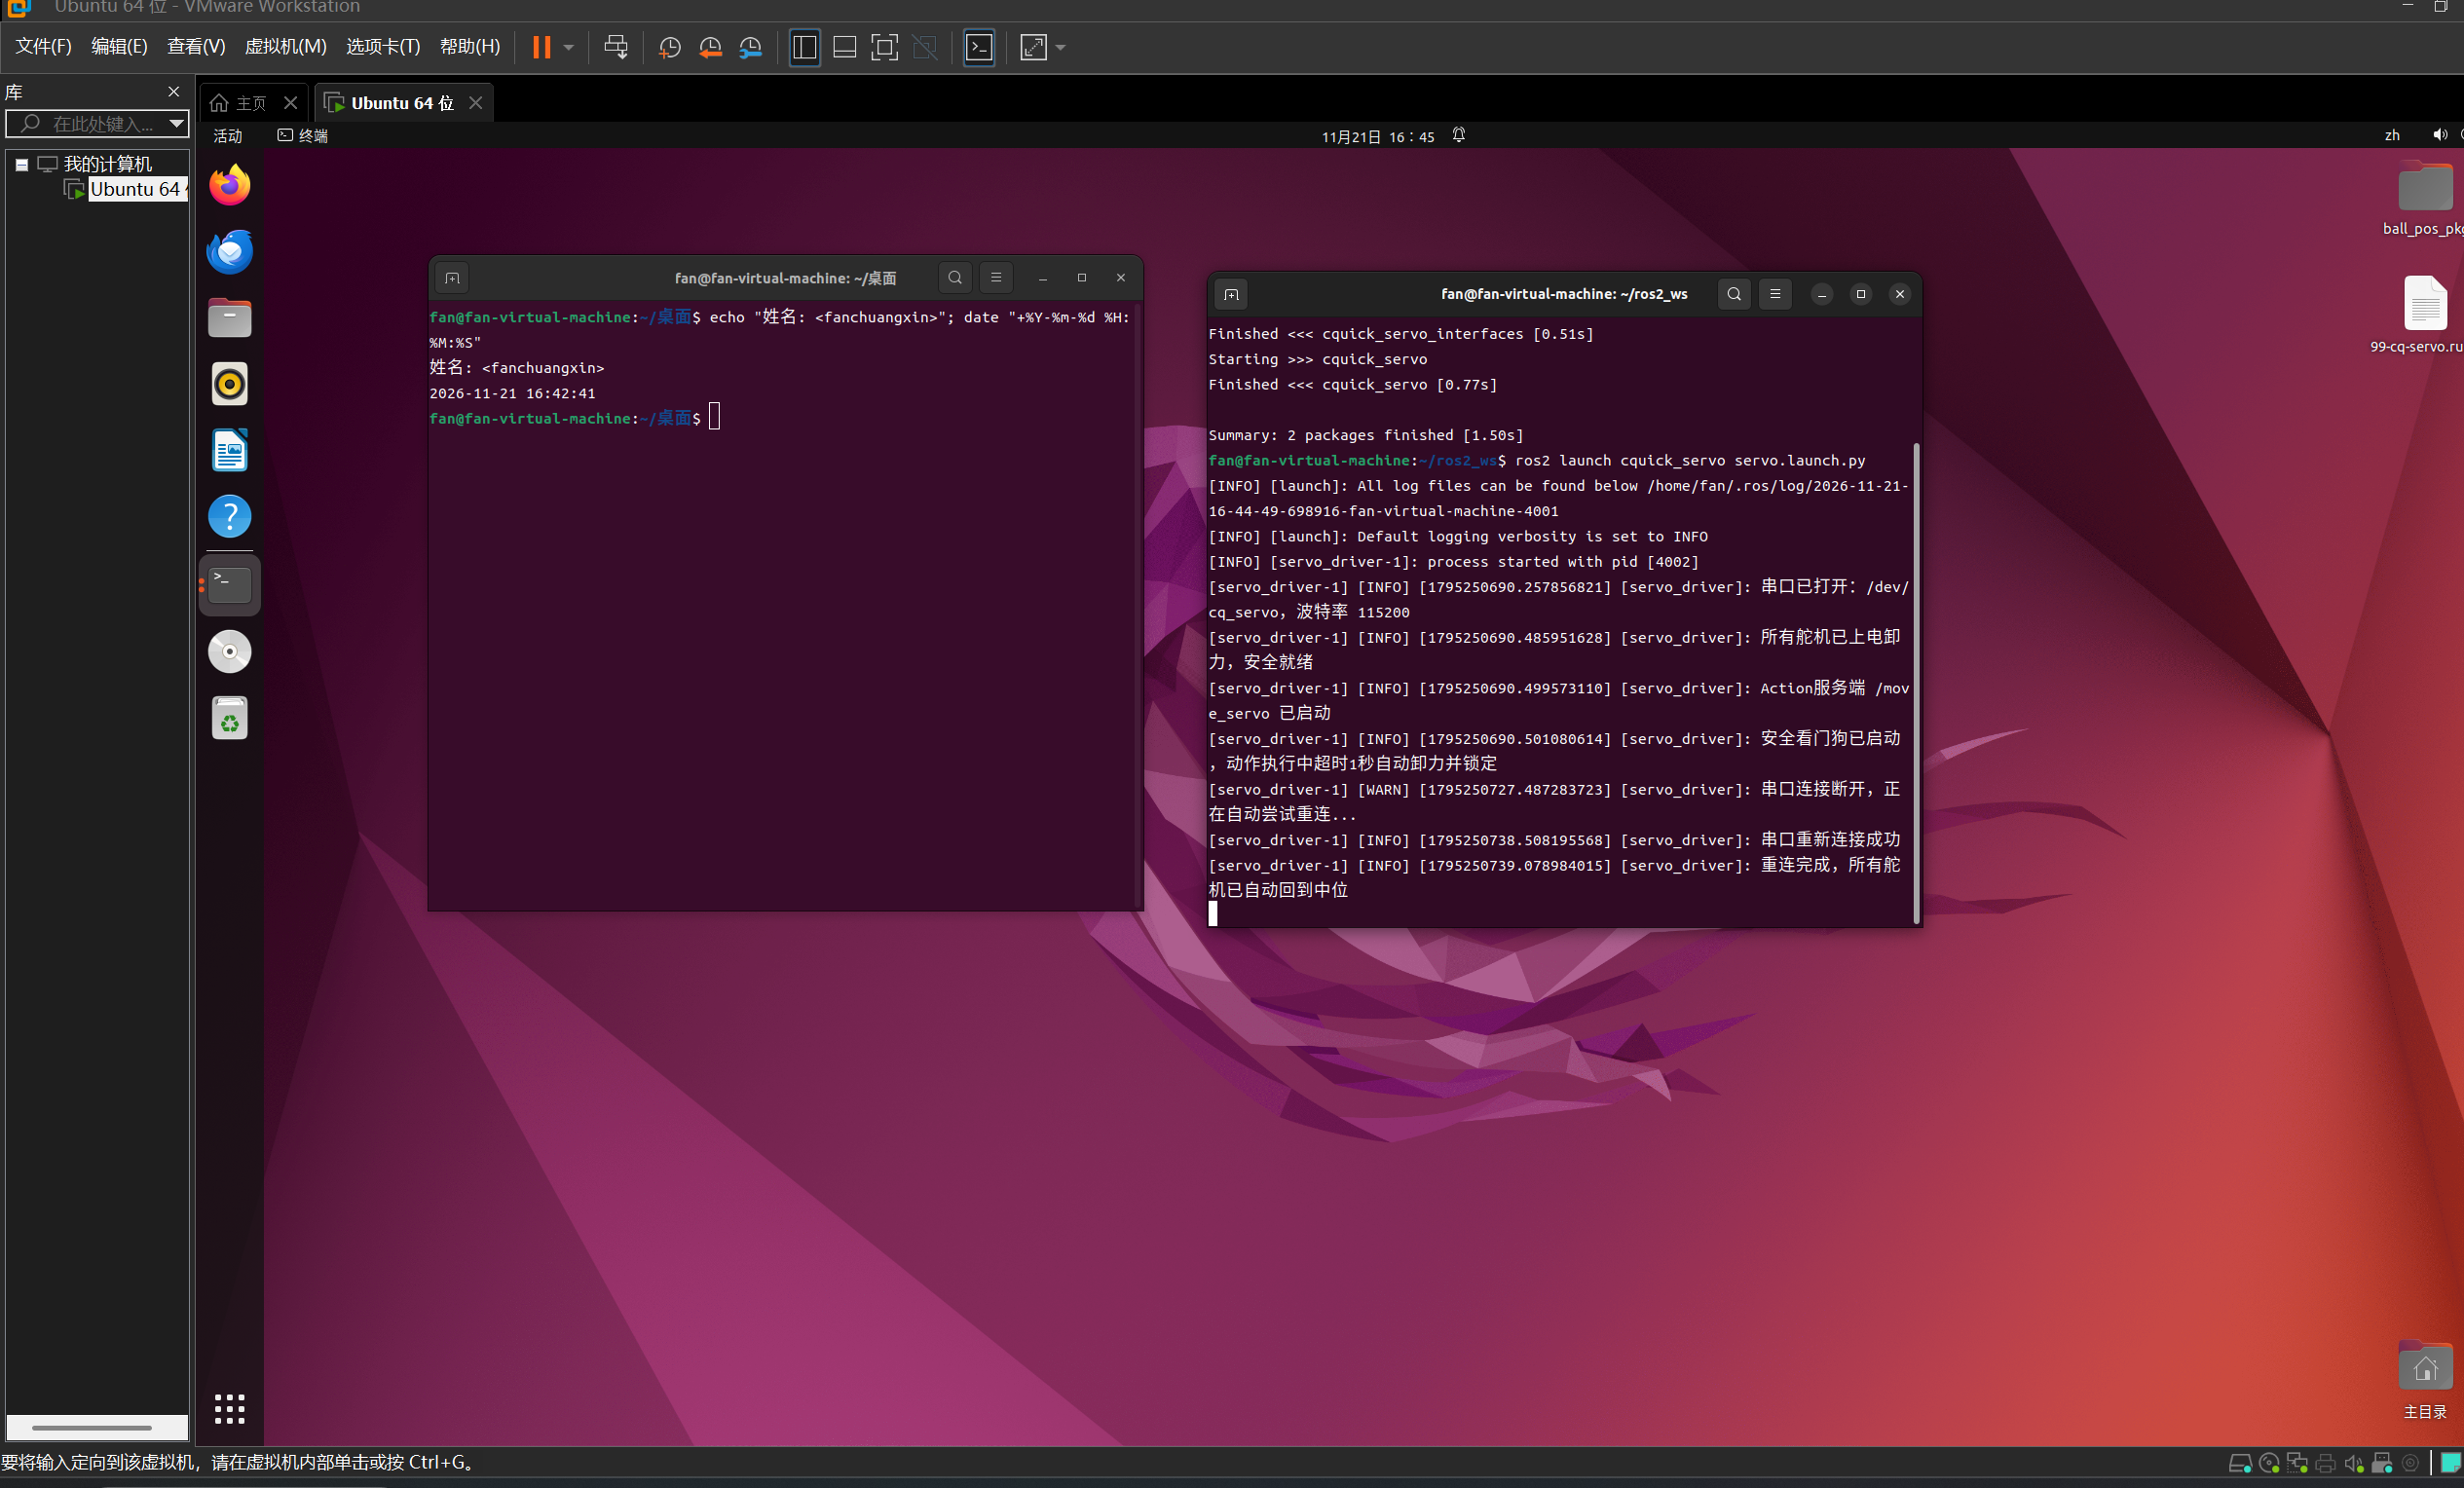 Ubuntu 64 位 - VMware Workstation
文件(F) 编辑(E) 查看(V) 虚拟机(M) 选项卡(T) 帮助(H)
库
在此处键入...
我的计算机
Ubuntu 64
主页
Ubuntu 64 位
活动
终端
11月21日 16：45
zh
ball_pos_pk
99-cq-servo.ru
主目录
fan@fan-virtual-machine: ~/桌面
fan@fan-virtual-machine:~/桌面$ echo "姓名: <fanchuangxin>"; date "+%Y-%m-%d %H:
%M:%S"
姓名: <fanchuangxin>
2026-11-21 16:42:41
fan@fan-virtual-machine:~/桌面$
fan@fan-virtual-machine: ~/ros2_ws
Finished <<< cquick_servo_interfaces [0.51s]
Starting >>> cquick_servo
Finished <<< cquick_servo [0.77s]
Summary: 2 packages finished [1.50s]
fan@fan-virtual-machine:~/ros2_ws$ ros2 launch cquick_servo servo.launch.py
[INFO] [launch]: All log files can be found below /home/fan/.ros/log/2026-11-21-
16-44-49-698916-fan-virtual-machine-4001
[INFO] [launch]: Default logging verbosity is set to INFO
[INFO] [servo_driver-1]: process started with pid [4002]
[servo_driver-1] [INFO] [1795250690.257856821] [servo_driver]: 串口已打开：/dev/
cq_servo，波特率 115200
[servo_driver-1] [INFO] [1795250690.485951628] [servo_driver]: 所有舵机已上电卸
力，安全就绪
[servo_driver-1] [INFO] [1795250690.499573110] [servo_driver]: Action服务端 /mov
e_servo 已启动
[servo_driver-1] [INFO] [1795250690.501080614] [servo_driver]: 安全看门狗已启动
，动作执行中超时1秒自动卸力并锁定
[servo_driver-1] [WARN] [1795250727.487283723] [servo_driver]: 串口连接断开，正
在自动尝试重连...
[servo_driver-1] [INFO] [1795250738.508195568] [servo_driver]: 串口重新连接成功
[servo_driver-1] [INFO] [1795250739.078984015] [servo_driver]: 重连完成，所有舵
机已自动回到中位
要将输入定向到该虚拟机，请在虚拟机内部单击或按 Ctrl+G。